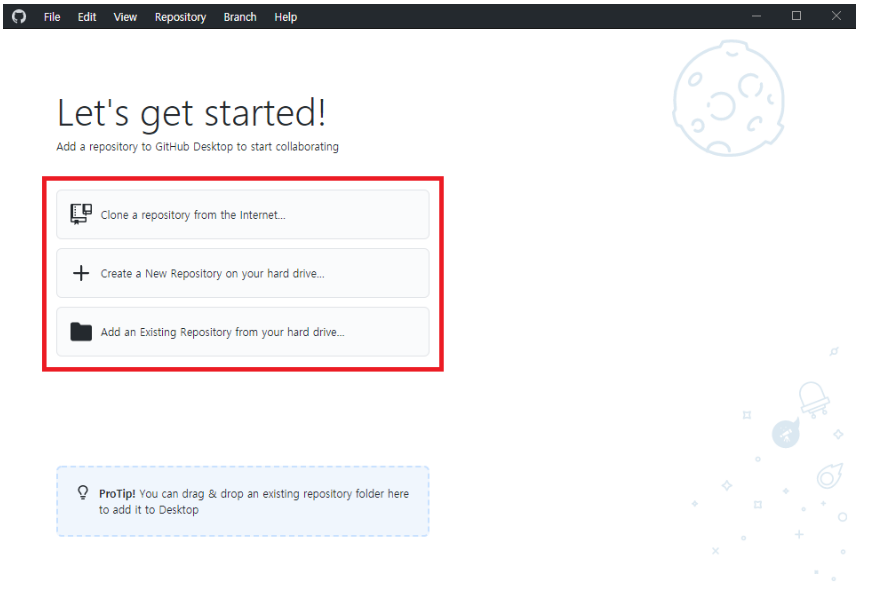 File Edit View Repository Branch Help
Let's get started!
Add a repository to GitHub Desktop to start collaborating
Clone a repository from the Internet...
Create a New Repository on your hard drive...
Add an Existing Repository from your hard drive...
ProTip! You can drag & drop an existing repository folder here
to add it to Desktop